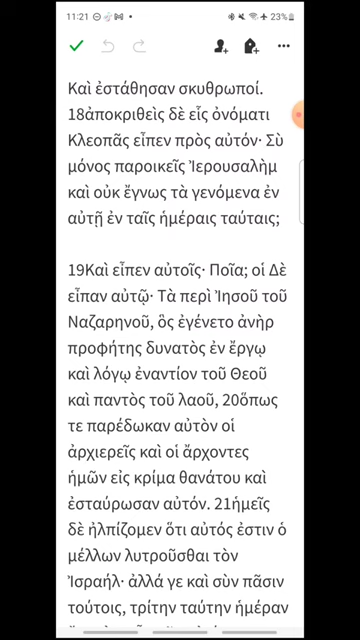 11:21
23%
Καὶ ἐστάθησαν σκυθρωποί.
18ἀποκριθεὶς δὲ εἷς ὀνόματι
Κλεοπᾶς εἶπεν πρὸς αὐτόν· Σὺ
μόνος παροικεῖς Ἰερουσαλὴμ
καὶ οὐκ ἔγνως τὰ γενόμενα ἐν
αὐτῇ ἐν ταῖς ἡμέραις ταύταις;
19Καὶ εἶπεν αὐτοῖς· Ποῖα; οἱ Δὲ
εἶπαν αὐτῷ· Τὰ περὶ Ἰησοῦ τοῦ
Ναζαρηνοῦ, ὃς ἐγένετο ἀνὴρ
προφήτης δυνατὸς ἐν ἔργῳ
καὶ λόγῳ ἐναντίον τοῦ Θεοῦ
καὶ παντὸς τοῦ λαοῦ, 20ὅπως
τε παρέδωκαν αὐτὸν οἱ
ἀρχιερεῖς καὶ οἱ ἄρχοντες
ἡμῶν εἰς κρίμα θανάτου καὶ
ἐσταύρωσαν αὐτόν. 21ἡμεῖς
δὲ ἠλπίζομεν ὅτι αὐτός ἐστιν ὁ
μέλλων λυτροῦσθαι τὸν
Ἰσραήλ· ἀλλά γε καὶ σὺν πᾶσιν
τούτοις, τρίτην ταύτην ἡμέραν